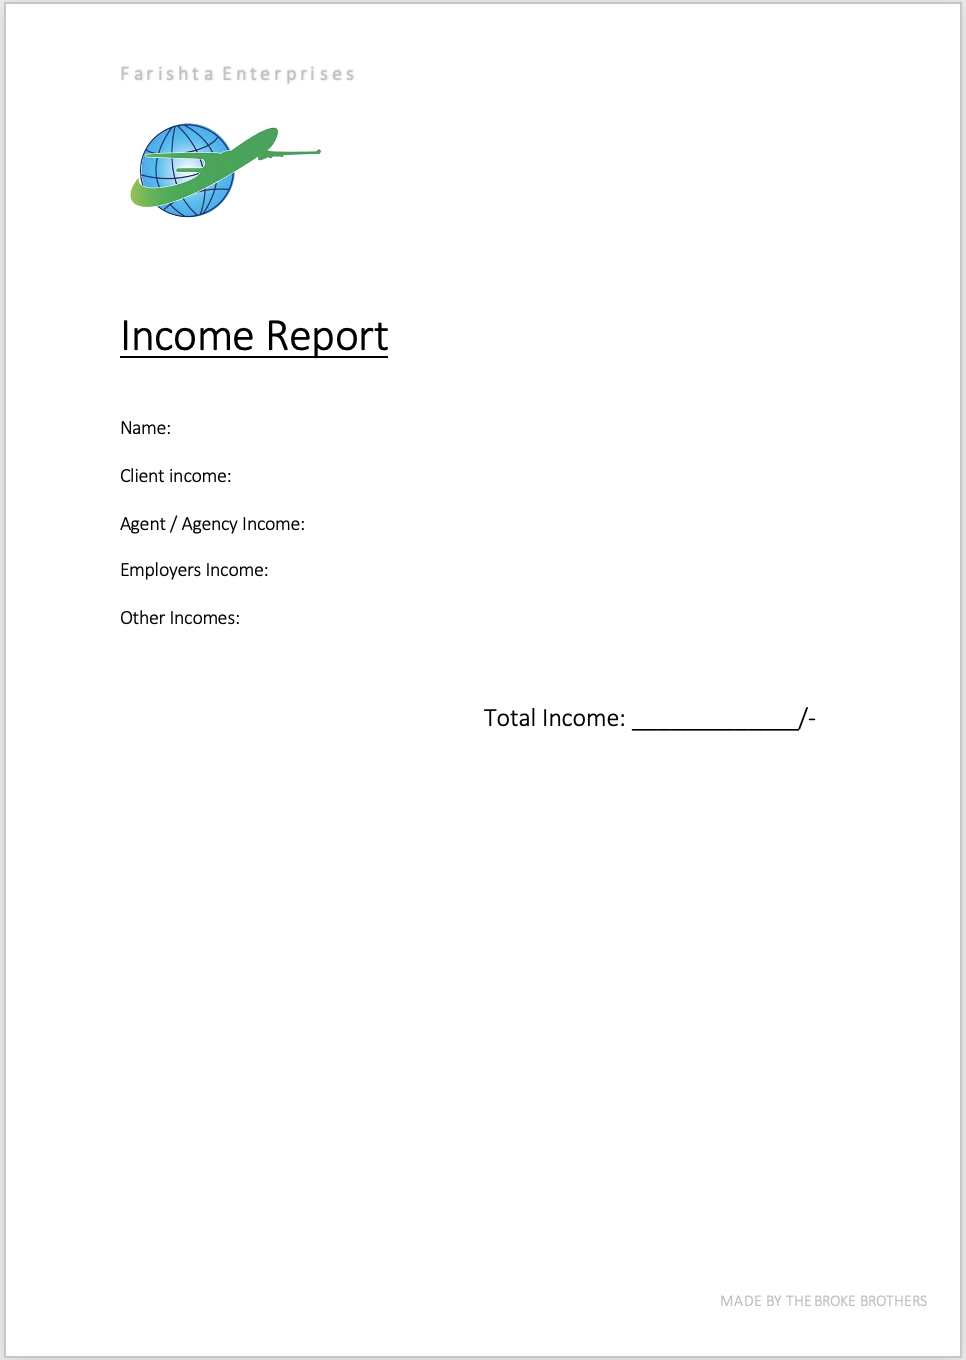 Farishta Enterprises
Income Report
Name:
Client income:
Agent / Agency Income:
Employers Income:
Other Incomes:
Total Income: _____________/-
MADE BY THE BROKE BROTHERS